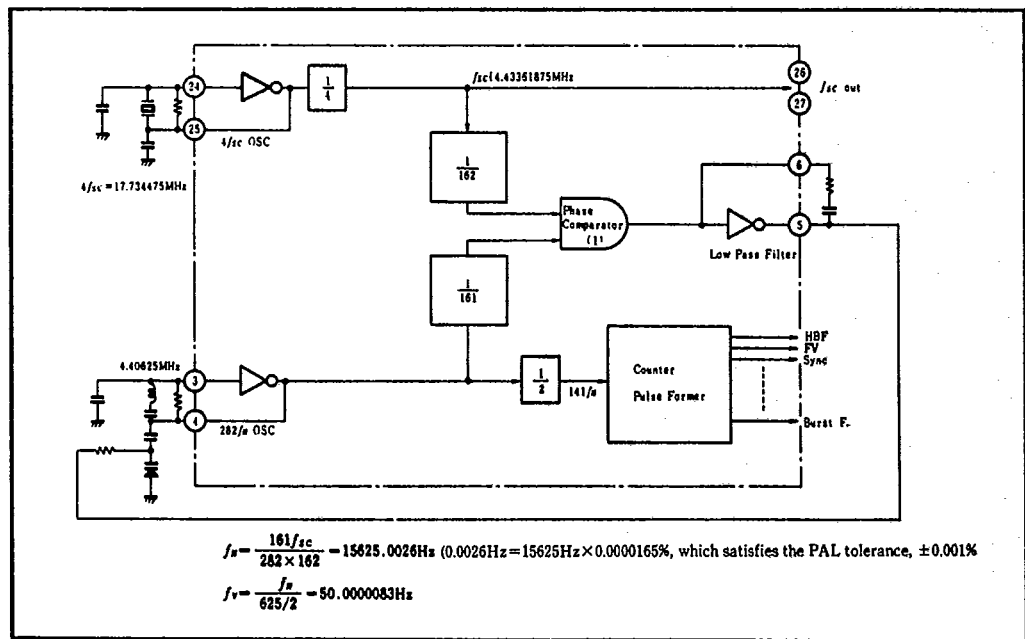 24
fsc(4.43361875MHz
26
1/4
fsc out
25
27
4fsc OSC
4fsc = 17.734475MHz
1/162
6
Phase
Comparator
(1)
5
Low Pass Filter
1/161
4.40625MHz
HBF
FV
Sync
3
1/2
141fH
Counter
Pulse Former
4
282fH OSC
Burst F.
fH = 161fsc / 282 × 162 = 15625.0026Hz (0.0026Hz=15625Hz×0.0000165%, which satisfies the PAL tolerance, ±0.001%
fv = fH / 625/2 = 50.0000083Hz